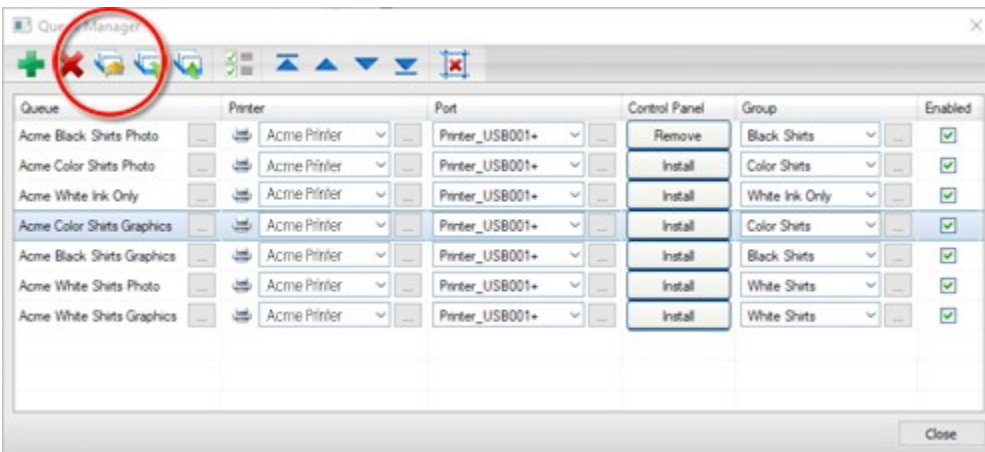 Queue Manager
Queue Printer Port Control Panel Group Enabled
Acme Black Shirts Photo ... Acme Printer ... Printer_USB001+ ... Remove Black Shirts ...
Acme Color Shirts Photo ... Acme Printer ... Printer_USB001+ ... Install Color Shirts ...
Acme White Ink Only ... Acme Printer ... Printer_USB001+ ... Install White Ink Only ...
Acme Color Shirts Graphics ... Acme Printer ... Printer_USB001+ ... Install Color Shirts ...
Acme Black Shirts Graphics ... Acme Printer ... Printer_USB001+ ... Install Black Shirts ...
Acme White Shirts Photo ... Acme Printer ... Printer_USB001+ ... Install White Shirts ...
Acme White Shirts Graphics ... Acme Printer ... Printer_USB001+ ... Install White Shirts ...
Close